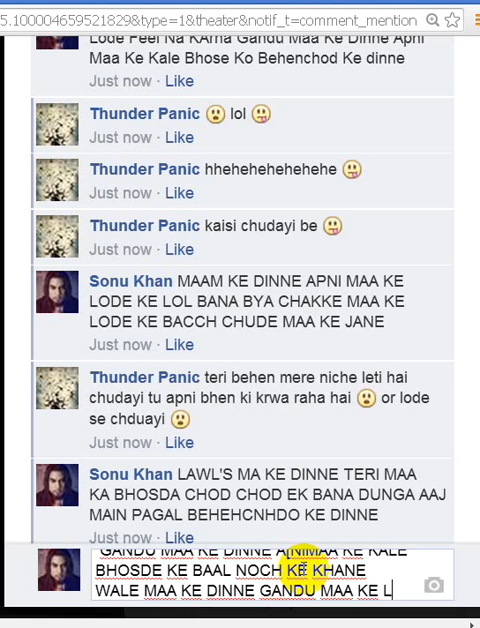 5.100004659521829&type=1&theater&notif_t=comment_mention
Lode Feel Na KArna Gandu Maa Ke Dinne Apni
Maa Ke Kale Bhose Ko Behenchod Ke dinne
Just now · Like
Thunder Panic lol
Just now · Like
Thunder Panic hhehehehehehehe
Just now · Like
Thunder Panic kaisi chudayi be
Just now · Like
Sonu Khan MAAM KE DINNE APNI MAA KE
LODE KE LOL BANA BYA CHAKKE MAA KE
LODE KE BACCH CHUDE MAA KE JANE
Just now · Like
Thunder Panic teri behen mere niche leti hai
chudayi tu apni bhen ki krwa raha hai or lode
se chduayi
Just now · Like
Sonu Khan LAWL'S MA KE DINNE TERI MAA
KA BHOSDA CHOD CHOD EK BANA DUNGA AAJ
MAIN PAGAL BEHEHCNHDO KE DINNE
Just now · Like
GANDU MAA KE DINNE A[NIMAA KE KALE
BHOSDE KE BAAL NOCH KE KHANE
WALE MAA KE DINNE GANDU MAA KE L